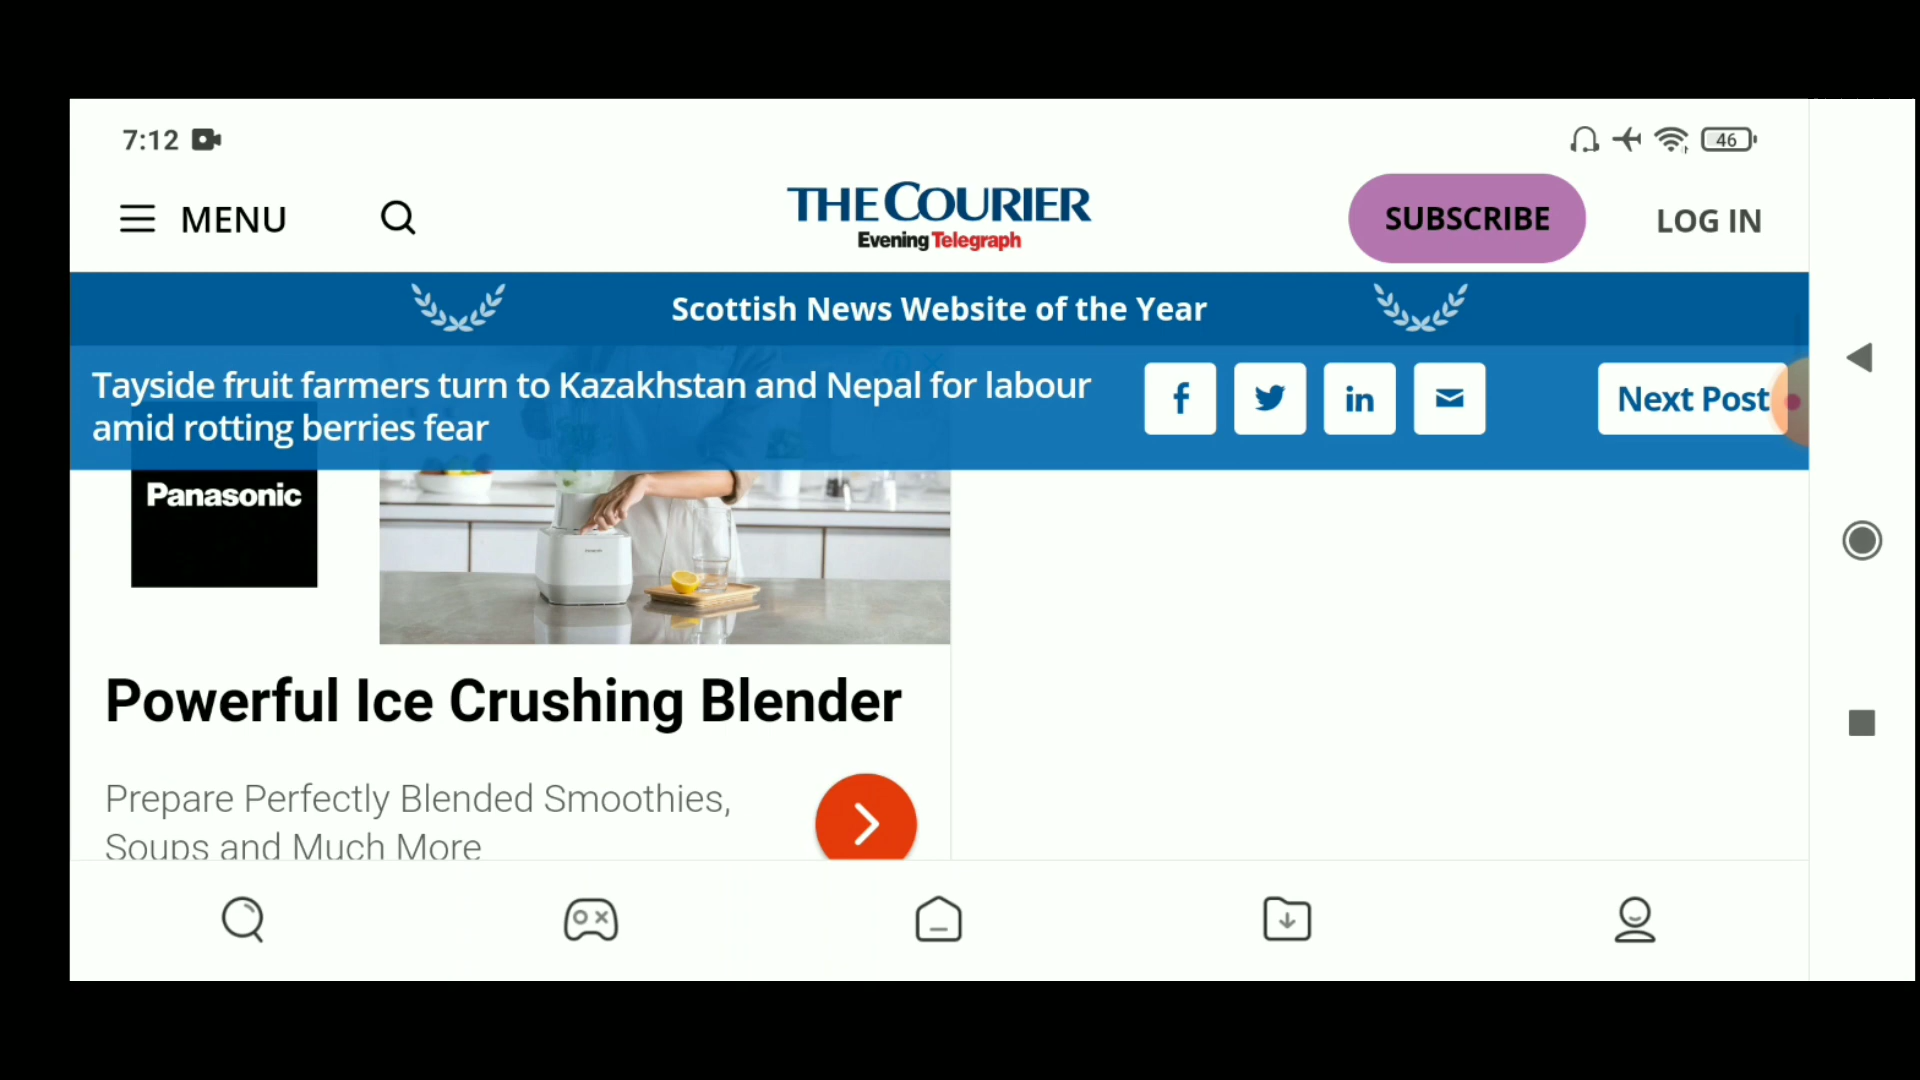 7:12
46
MENU
THE COURIER
Evening Telegraph
SUBSCRIBE
LOG IN
Scottish News Website of the Year
Tayside fruit farmers turn to Kazakhstan and Nepal for labour
amid rotting berries fear
Next Post
Panasonic
Powerful Ice Crushing Blender
Prepare Perfectly Blended Smoothies,
Soups and Much More